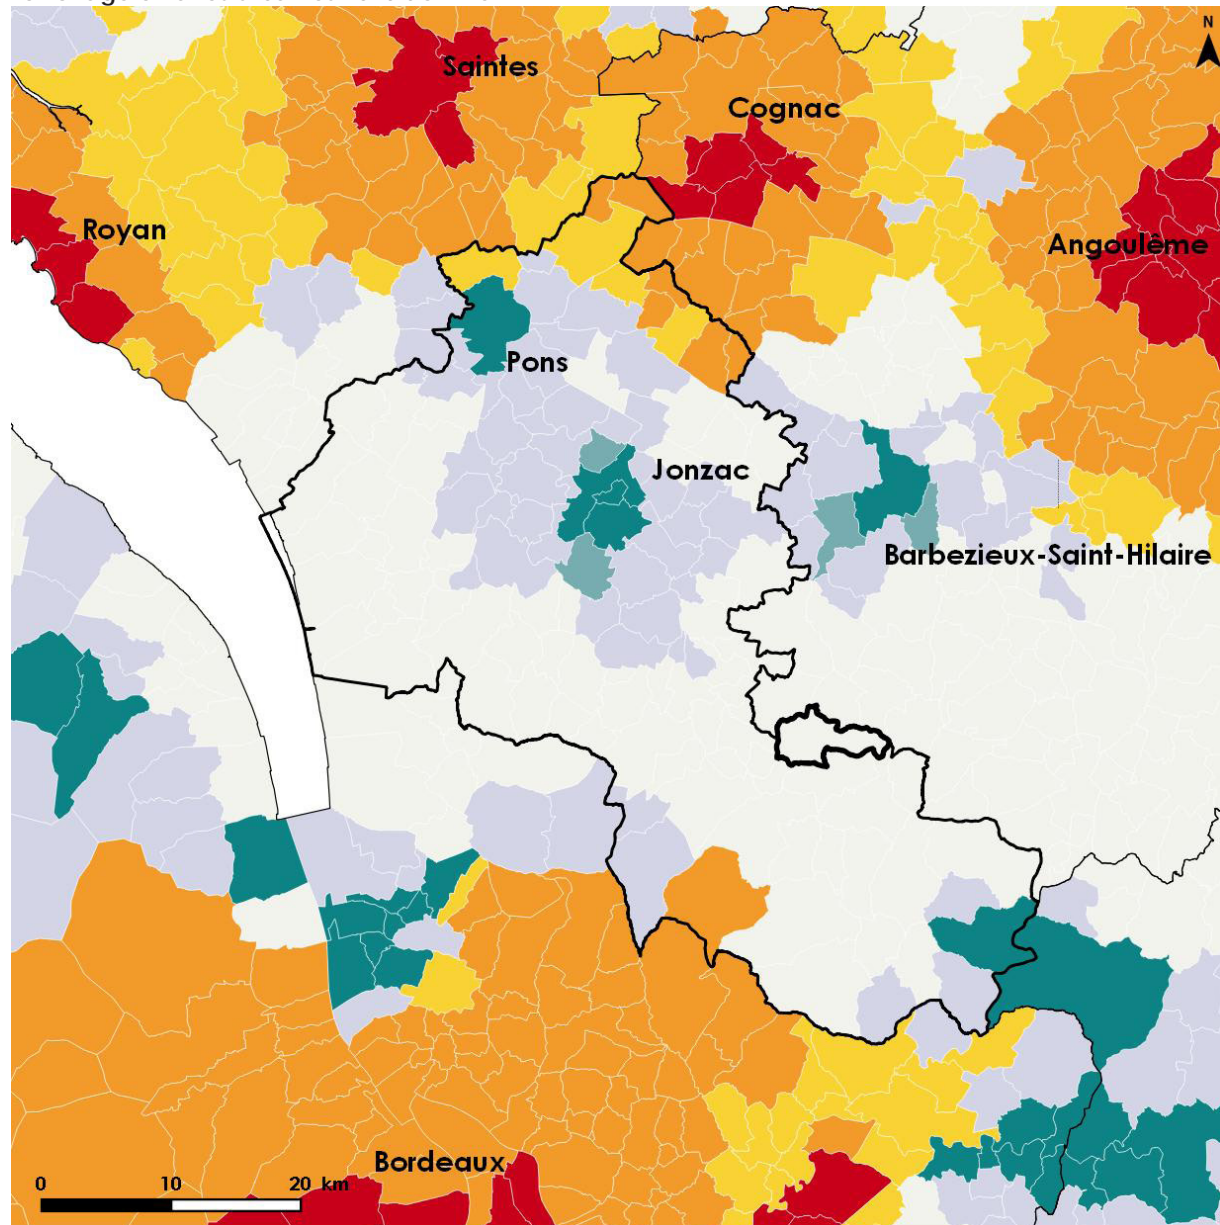 N
Saintes
Cognac
Royan
Angoulême
Pons
Jonzac
Barbezieux-Saint-Hilaire
Bordeaux
0 10 20 km